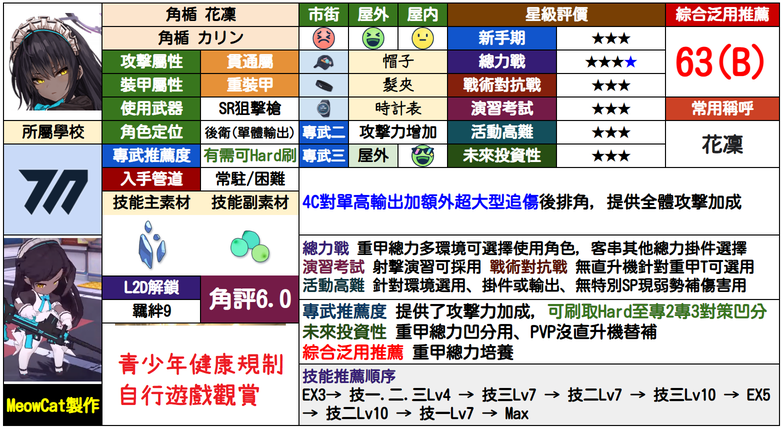 角楯 花凜
角楯 カリン
攻擊屬性 貫通屬
裝甲屬性 重裝甲
使用武器 SR狙擊槍
所屬學校
角色定位 後衛(單體輸出)
專武推薦度 有需可Hard刷
入手管道 常駐/困難
技能主素材 技能副素材
L2D解鎖
羈絆9
角評6.0
青少年健康規制
自行遊戲觀賞
MeowCat製作
市街 屋外 屋內
帽子
髮夾
時計表
專武二 攻擊力增加
專武三 屋外
星級評價
新手期 ★★★
總力戰 ★★★★
戰術對抗戰 ★★★
演習考試 ★★★
活動高難 ★★★
未來投資性 ★★★
綜合泛用推薦
63(B)
常用稱呼
花凜
4C對單高輸出加額外超大型追傷後排角, 提供全體攻擊加成
總力戰 重甲總力多環境可選擇使用角色, 客串其他總力掛件選擇
演習考試 射擊演習可採用 戰術對抗戰 無直升機針對重甲T可選用
活動高難 針對環境選用、掛件或輸出、無特別SP現弱勢補傷害用
專武推薦度 提供了攻擊力加成, 可刷取Hard至專2專3對策凹分
未來投資性 重甲總力凹分用、PVP沒直升機替補
綜合泛用推薦 重甲總力培養
技能推薦順序
EX3→ 技一.二.三Lv4 → 技三Lv7 → 技二Lv7 → 技三Lv10 → EX5
→ 技二Lv10 → 技一Lv7 → Max